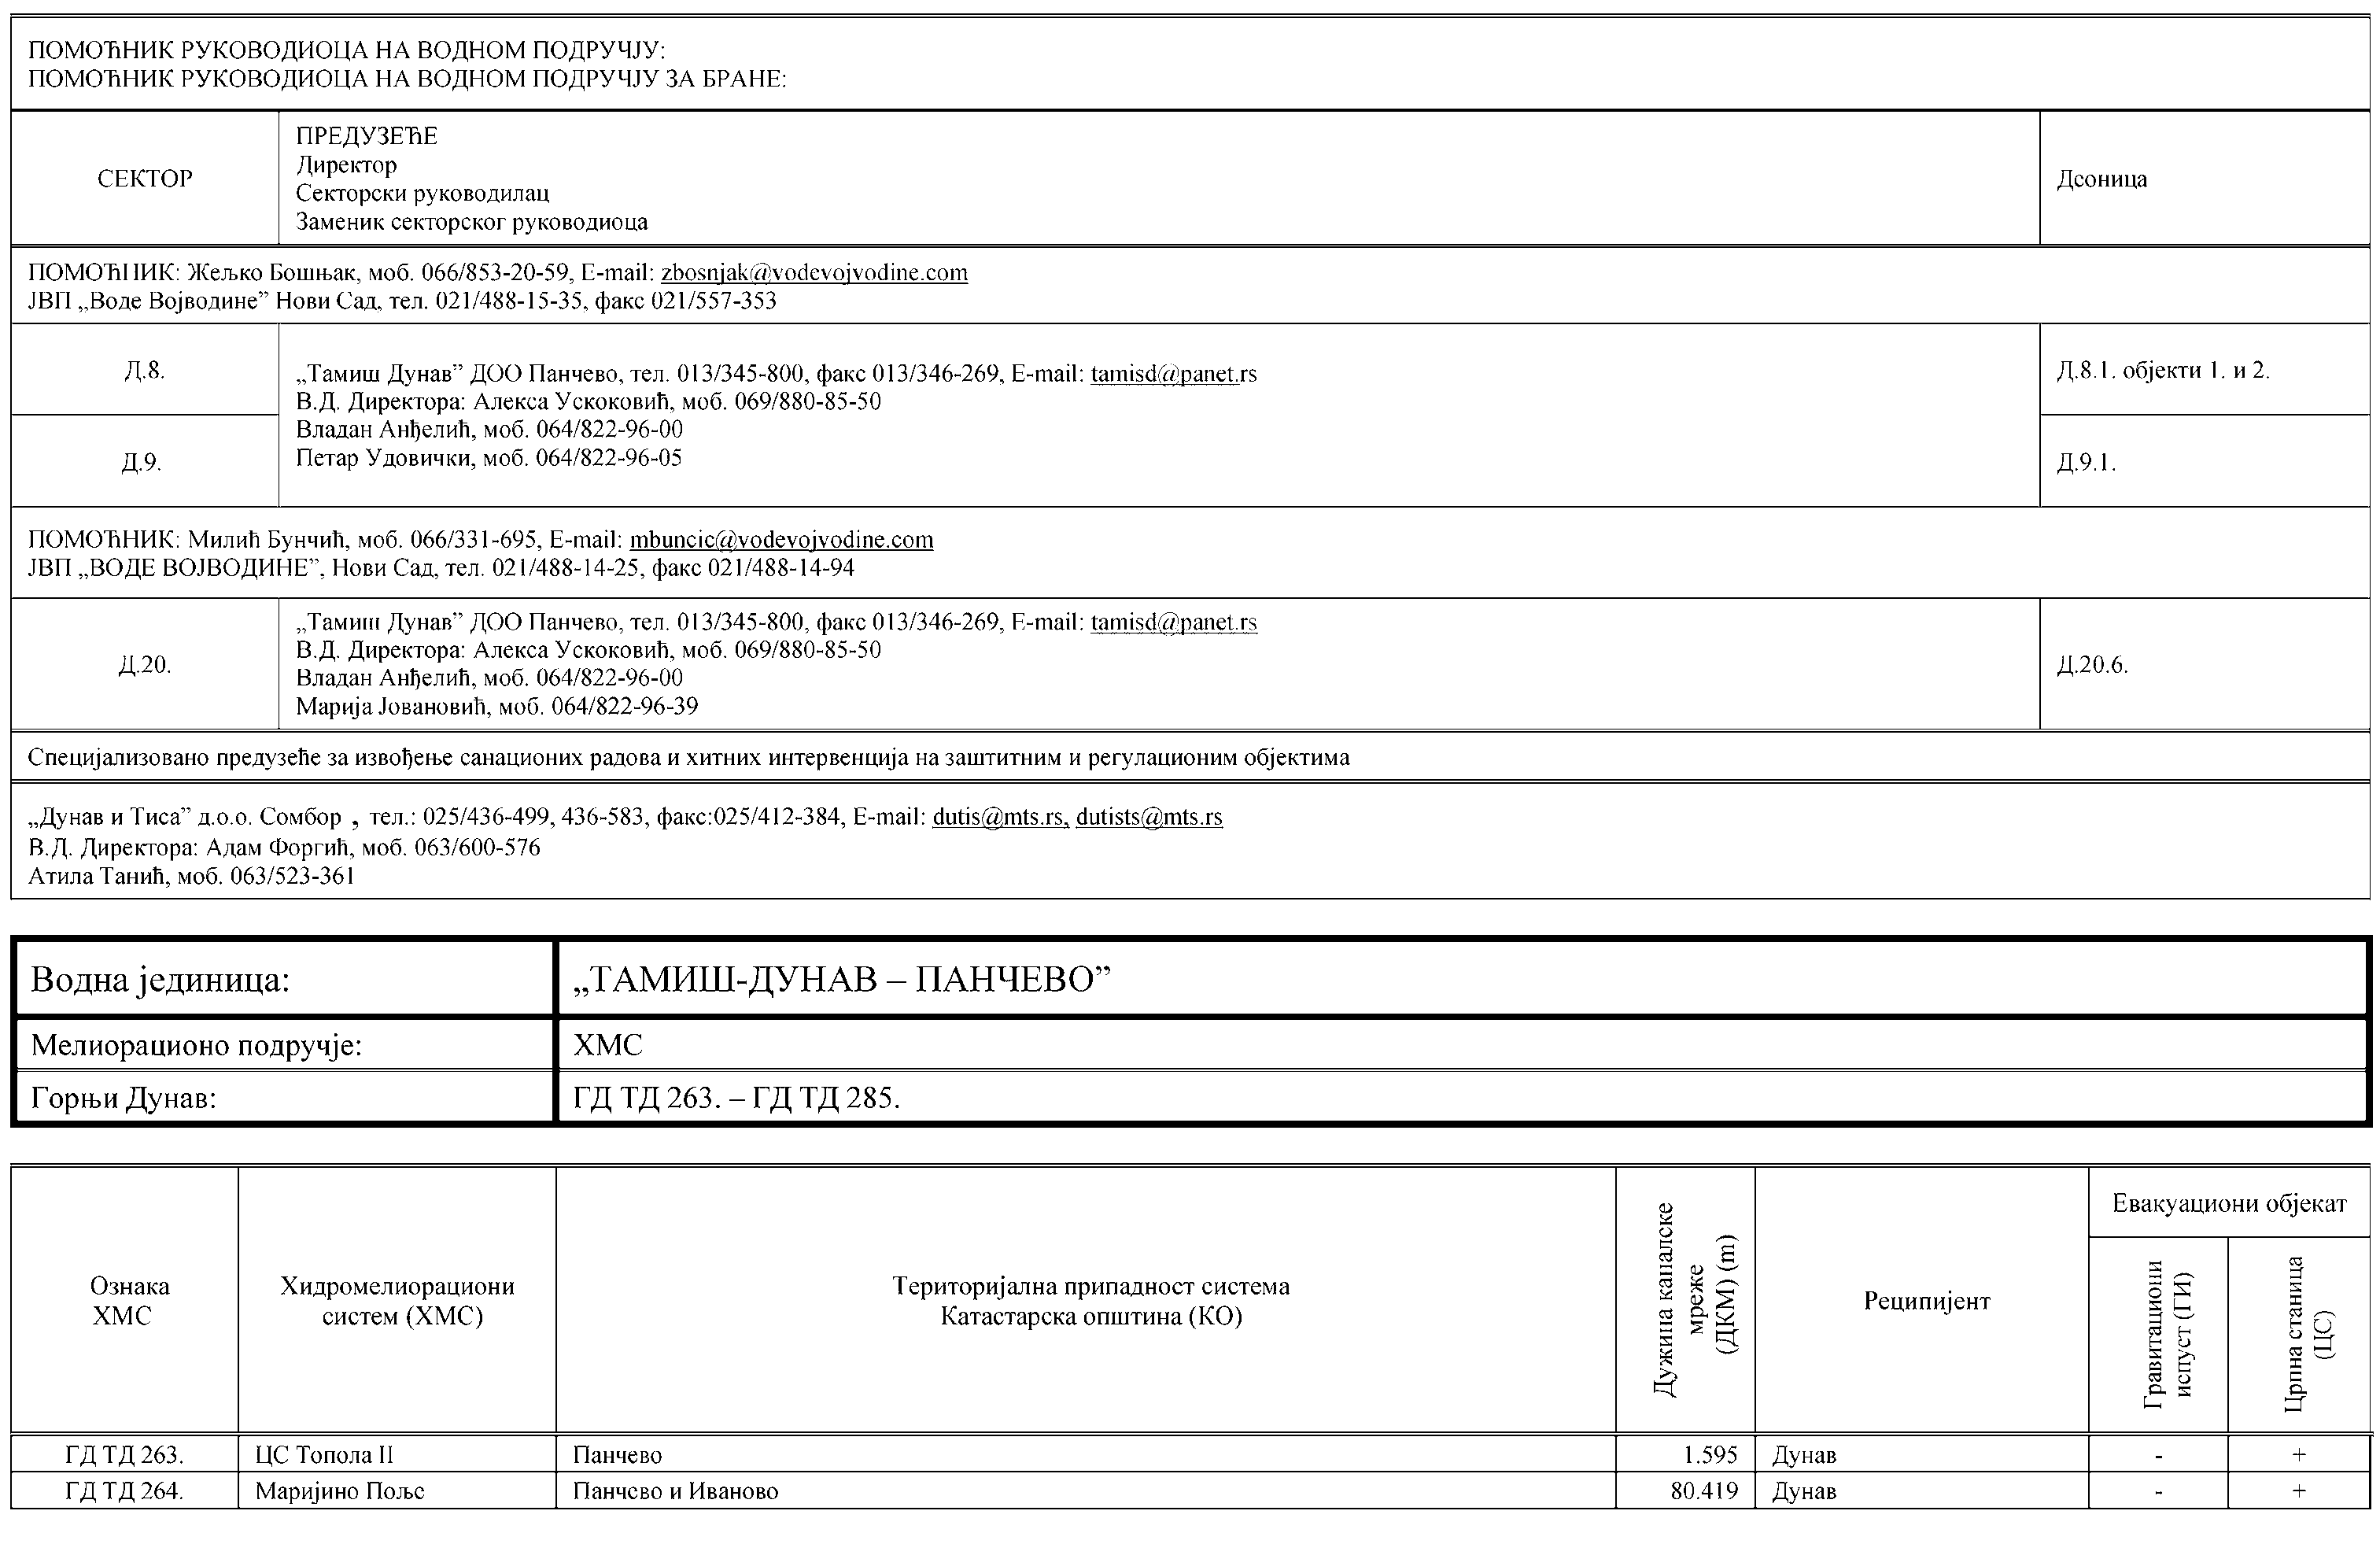 ПОМОЋНИК РУКОВОДИОЦА НА ВОДНОМ ПОДРУЧЈУ:
ПОМОЋНИК РУКОВОДИОЦА НА ВОДНОМ ПОДРУЧЈУ ЗА БРАНЕ:
СЕКТОР
ПРЕДУЗЕЋЕ
Директор
Секторски руководилац
Заменик секторског руководиоца
Деоница
ПОМОЋНИК: Жељко Бошњак, моб. 066/853-20-59, E-mail: zbosnjak@vodevojvodine.com
ЈВП „Воде Војводине” Нови Сад, тел. 021/488-15-35, факс 021/557-353
Д.8.
Д.9.
„Тамиш Дунав” ДОО Панчево, тел. 013/345-800, факс 013/346-269, E-mail: tamisd@panet.rs
В.Д. Директора: Алекса Ускоковић, моб. 069/880-85-50
Владан Анђелић, моб. 064/822-96-00
Петар Удовички, моб. 064/822-96-05
Д.8.1. објекти 1. и 2.
Д.9.1.
ПОМОЋНИК: Милић Бунчић, моб. 066/331-695, E-mail: mbuncic@vodevojvodine.com
ЈВП „ВОДЕ ВОЈВОДИНЕ”, Нови Сад, тел. 021/488-14-25, факс 021/488-14-94
Д.20.
„Тамиш Дунав” ДОО Панчево, тел. 013/345-800, факс 013/346-269, E-mail: tamisd@panet.rs
В.Д. Директора: Алекса Ускоковић, моб. 069/880-85-50
Владан Анђелић, моб. 064/822-96-00
Марија Јовановић, моб. 064/822-96-39
Д.20.6.
Специјализовано предузеће за извођење санационих радова и хитних интервенција на заштитним и регулационим објектима
„Дунав и Тиса” д.о.о. Сомбор , тел.: 025/436-499, 436-583, факс:025/412-384, E-mail: dutis@mts.rs, dutists@mts.rs
В.Д. Директора: Адам Форгић, моб. 063/600-576
Атила Танић, моб. 063/523-361
Водна јединица: „ТАМИШ-ДУНАВ – ПАНЧЕВО”
Мелиорационо подручје: ХМС
Горњи Дунав: ГД ТД 263. – ГД ТД 285.
Ознака
ХМС
Хидромелиорациони
систем (ХМС)
Територијална припадност система
Катастарска општина (КО)
Дужина каналске
мреже
(ДКМ) (m)
Реципијент
Евакуациони објекат
Гравитациони
испуст (ГИ)
Црпна станица
(ЦС)
ГД ТД 263. ЦС Топола II Панчево 1.595 Дунав - +
ГД ТД 264. Маријино Поље Панчево и Иваново 80.419 Дунав - +